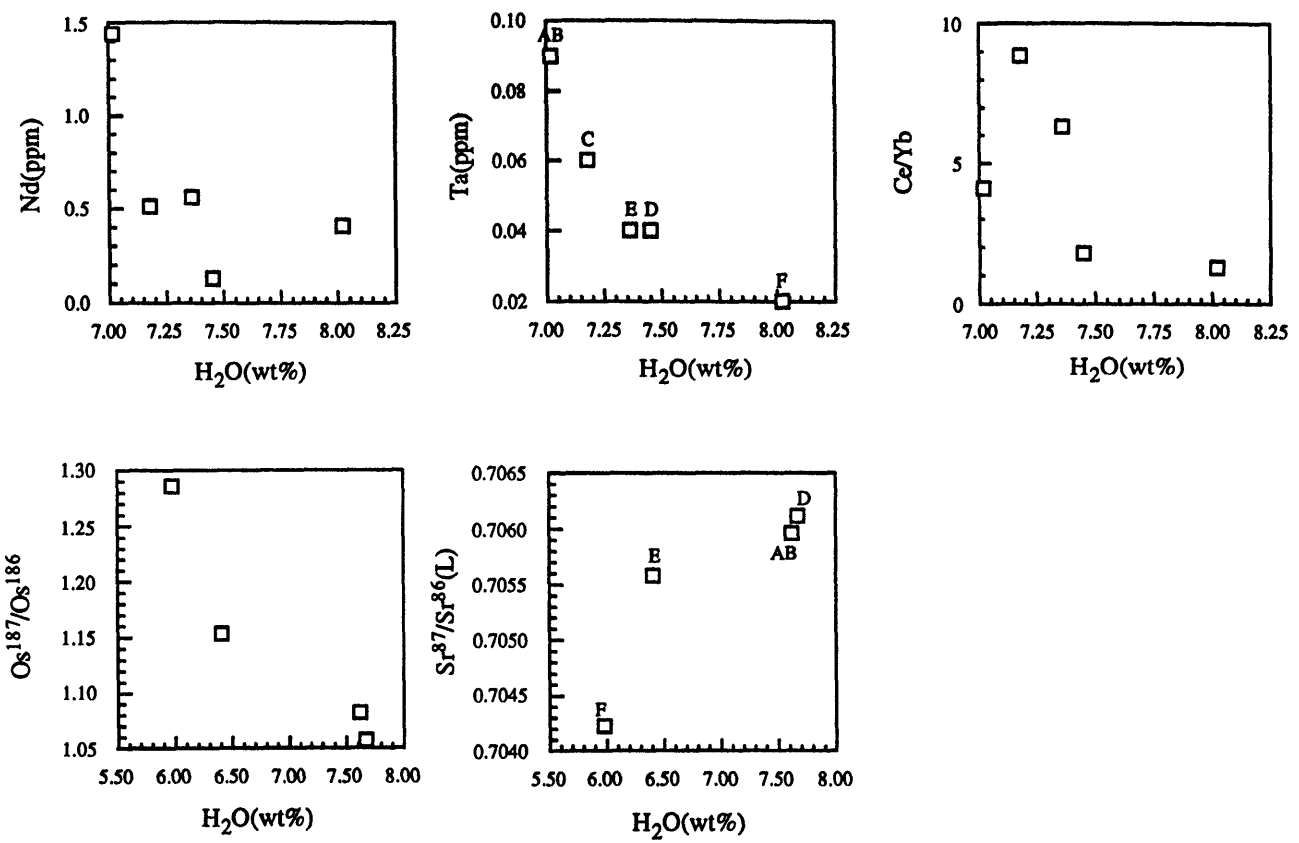 1.5
1.0
0.5
0.0
Nd(ppm)
7.00 7.25 7.50 7.75 8.00 8.25
H2O(wt%)
0.10
0.08
0.06
0.04
0.02
Ta(ppm)
AB
C
E D
F
7.00 7.25 7.50 7.75 8.00 8.25
H2O(wt%)
10
5
0
Ce/Yb
7.00 7.25 7.50 7.75 8.00 8.25
H2O(wt%)
1.30
1.25
1.20
1.15
1.10
1.05
Os187/Os186
5.50 6.00 6.50 7.00 7.50 8.00
H2O(wt%)
0.7065
0.7060
0.7055
0.7050
0.7045
0.7040
Sr87/Sr86(L)
D
AB
E
F
5.50 6.00 6.50 7.00 7.50 8.00
H2O(wt%)